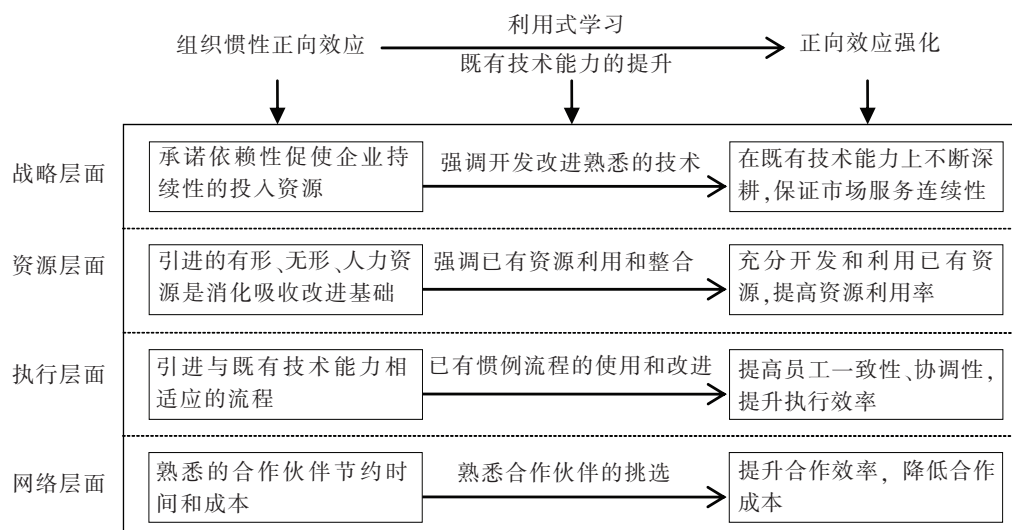 组织惯性正向效应
利用式学习
既有技术能力的提升
正向效应强化
战略层面
承诺依赖性促使企业持
续性的投入资源
强调开发改进熟悉的技术
在既有技术能力上不断深
耕,保证市场服务连续性
资源层面
引进的有形、无形、人力资
源是消化吸收改进基础
强调已有资源利用和整合
充分开发和利用已有资
源,提高资源利用率
执行层面
引进与既有技术能力相
适应的流程
已有惯例流程的使用和改进
提高员工一致性、协调性,
提升执行效率
网络层面
熟悉的合作伙伴节约时
间和成本
熟悉合作伙伴的挑选
提升合作效率, 降低合作
成本